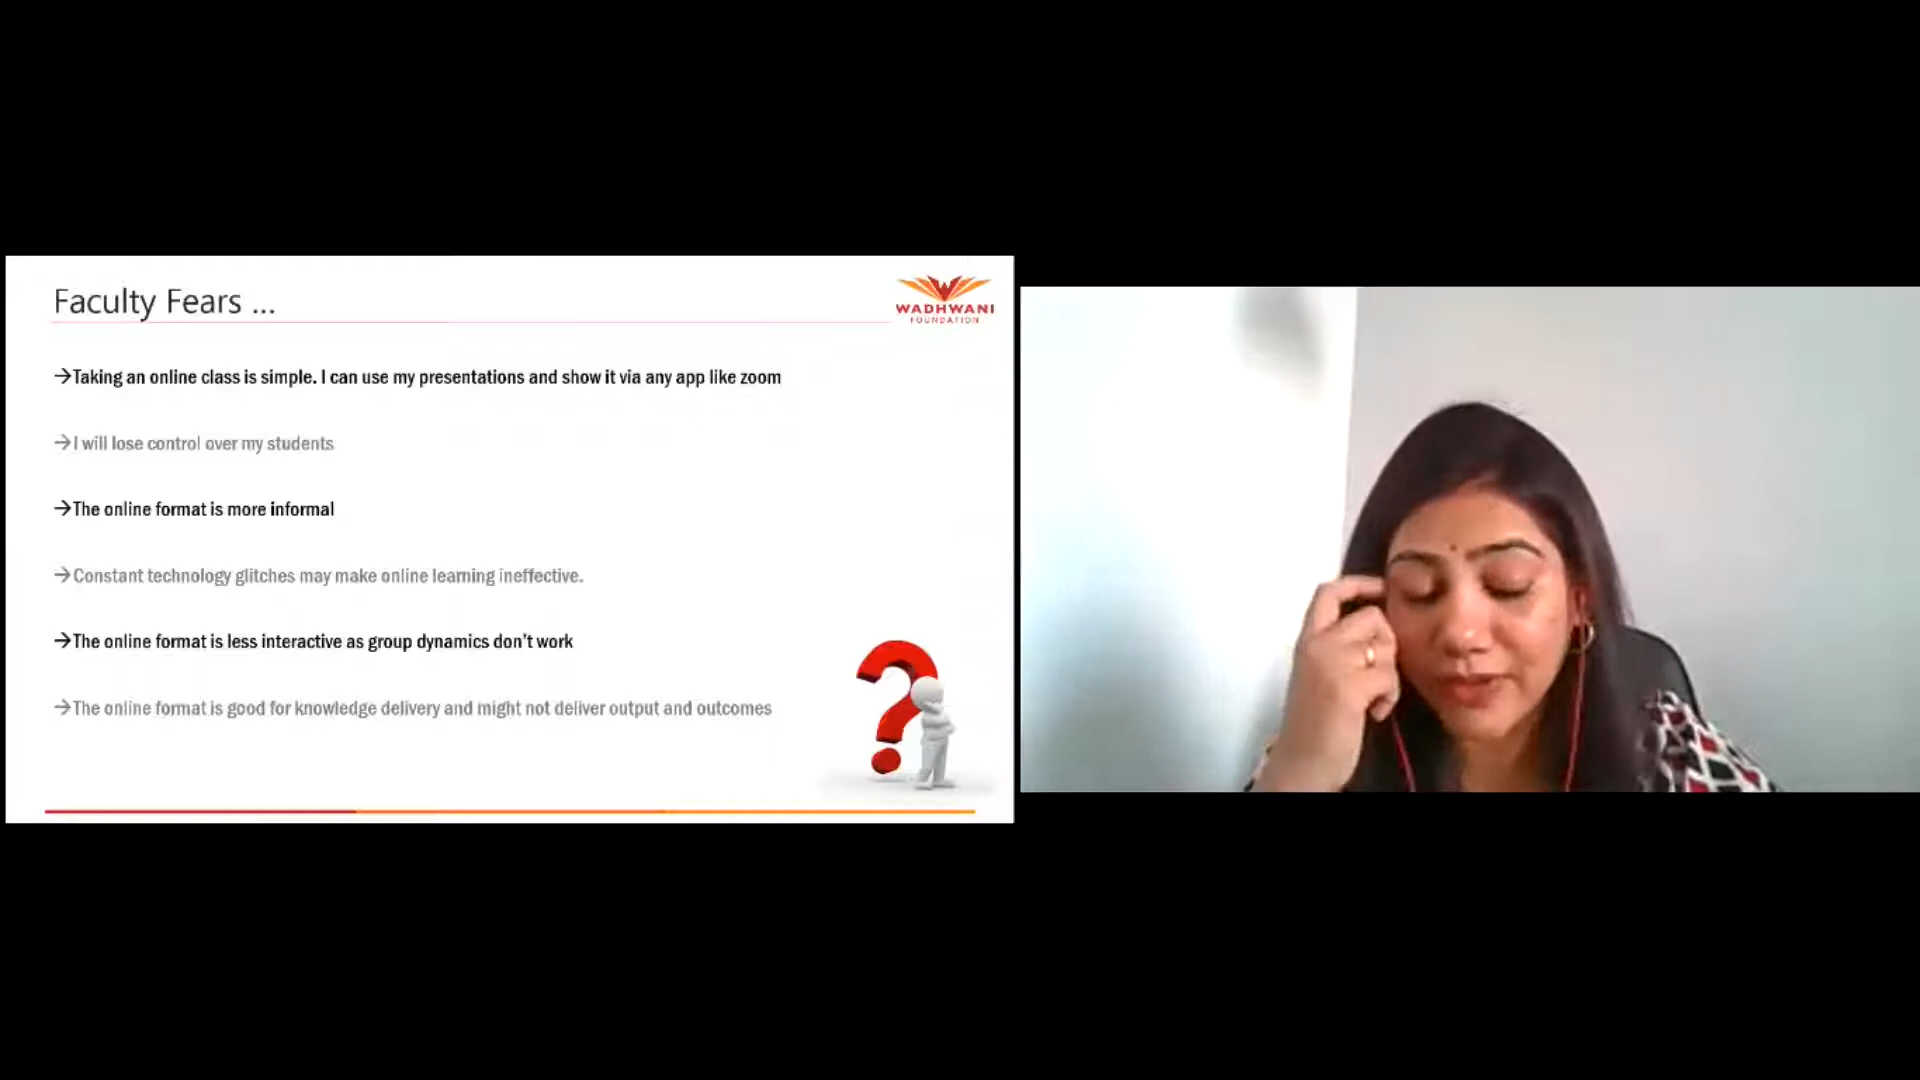 Faculty Fears ...
WADHWANI
FOUNDATION
→Taking an online class is simple. I can use my presentations and show it via any app like zoom
→I will lose control over my students
→The online format is more informal
→Constant technology glitches may make online learning ineffective.
→The online format is less interactive as group dynamics don't work
→The online format is good for knowledge delivery and might not deliver output and outcomes